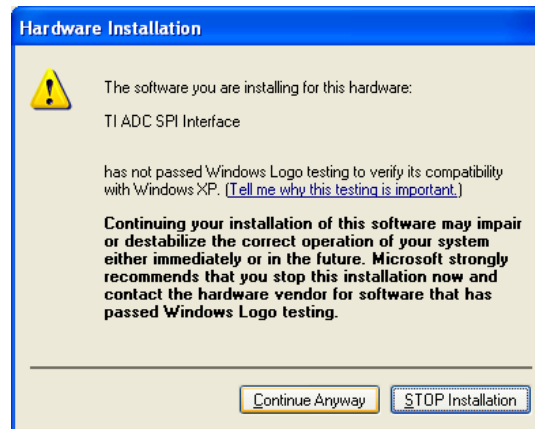 Hardware Installation
The software you are installing for this hardware:
TI ADC SPI Interface
has not passed Windows Logo testing to verify its compatibility
with Windows XP. (Tell me why this testing is important.)
Continuing your installation of this software may impair
or destabilize the correct operation of your system
either immediately or in the future. Microsoft strongly
recommends that you stop this installation now and
contact the hardware vendor for software that has
passed Windows Logo testing.
Continue Anyway STOP Installation